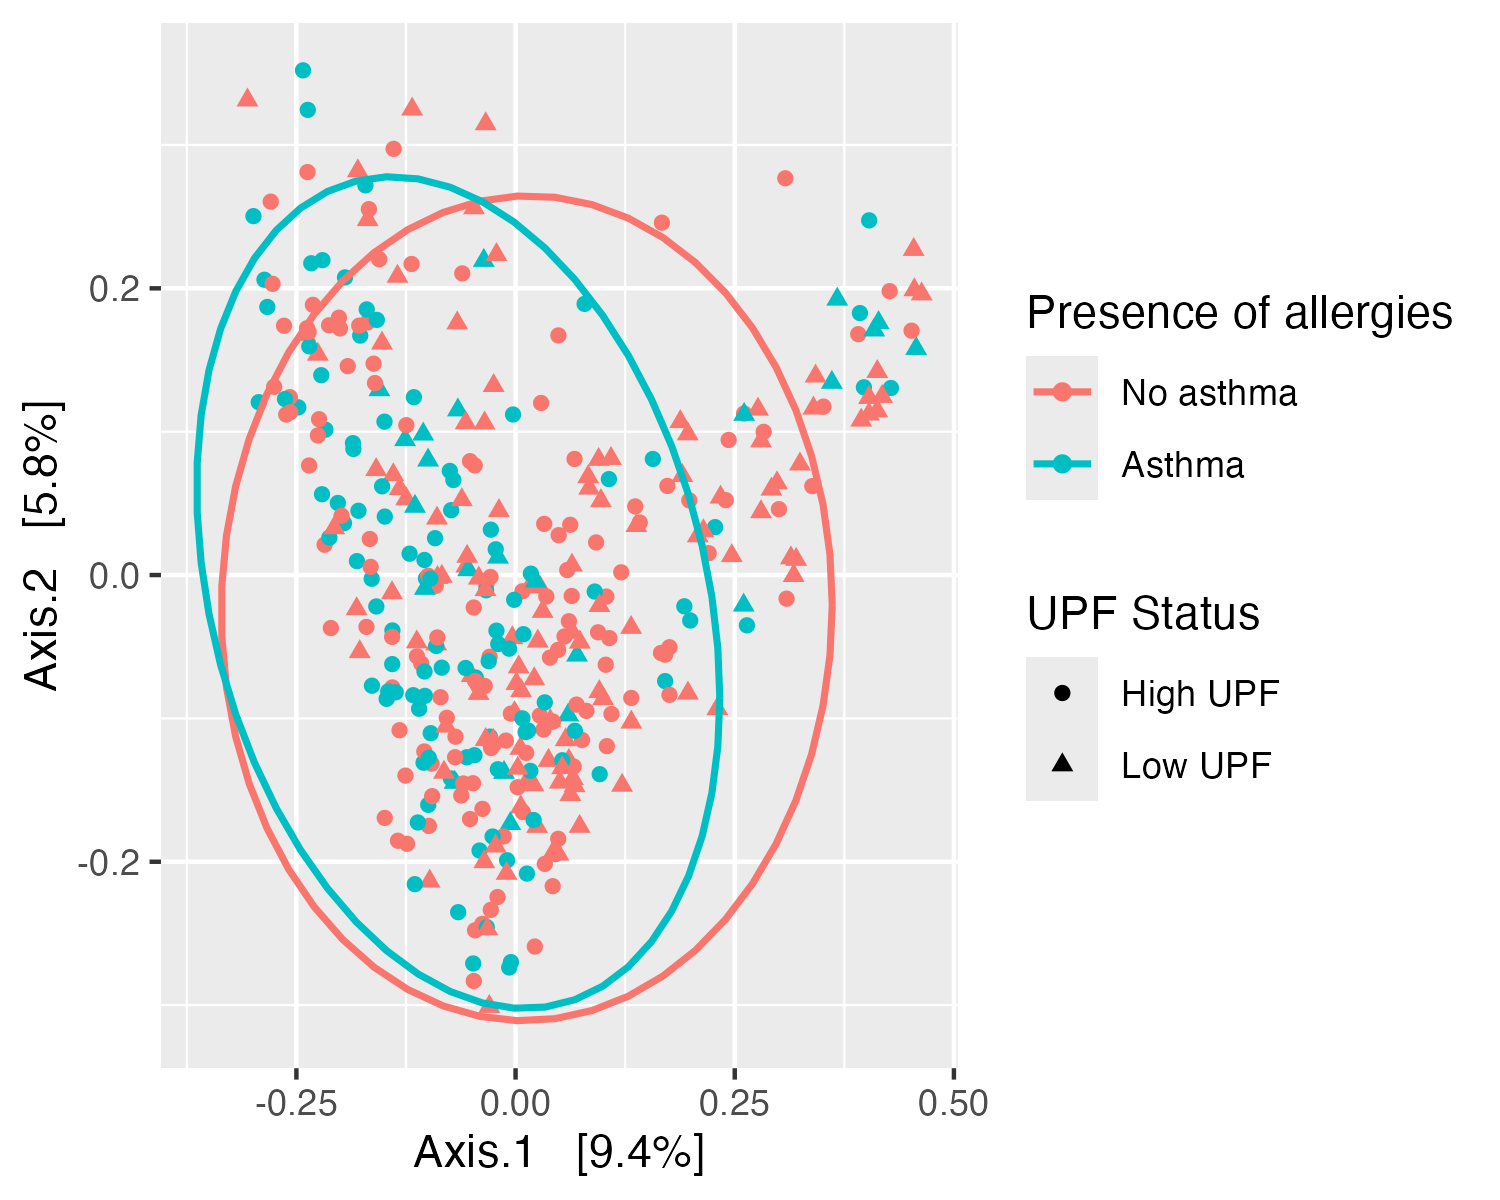 0.2
0.0
-0.2
Axis.2 [5.8%]
-0.25
0.00
0.25
0.50
Axis.1 [9.4%]
Presence of allergies
No asthma
Asthma
UPF Status
High UPF
Low UPF